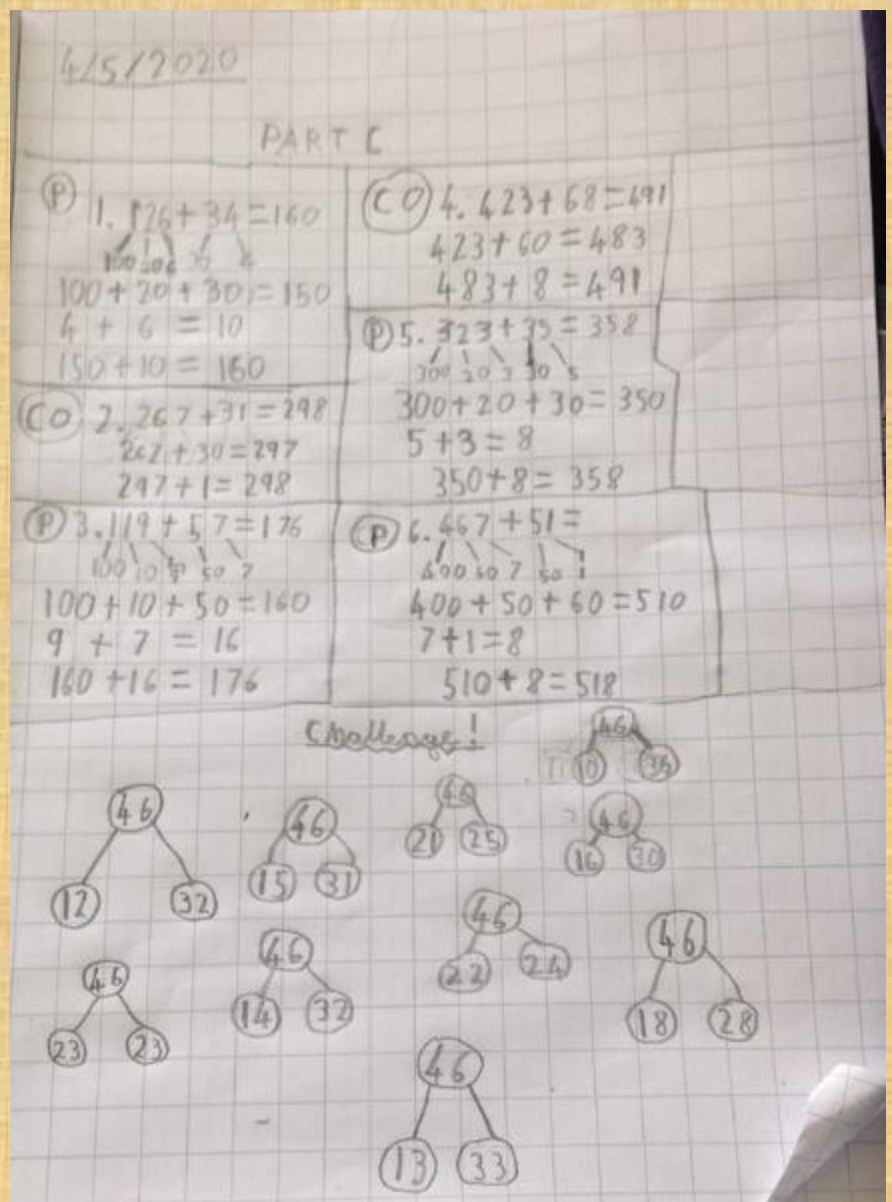 4/5/2020
PART C
(P) 1. 126 + 34 = 160
100 20 6 30 4
100 + 20 + 30 = 150
4 + 6 = 10
150 + 10 = 160
(CO) 2. 267 + 31 = 298
267 + 30 = 297
297 + 1 = 298
(P) 3. 119 + 57 = 176
100 10 9 50 7
100 + 10 + 50 = 160
9 + 7 = 16
160 + 16 = 176
(CO) 4. 423 + 68 = 491
423 + 60 = 483
483 + 8 = 491
(P) 5. 323 + 35 = 358
300 20 3 30 5
300 + 20 + 30 = 350
5 + 3 = 8
350 + 8 = 358
(P) 6. 467 + 51 =
400 60 7 50 1
400 + 50 + 60 = 510
7 + 1 = 8
510 + 8 = 518
Challenge!
46
10
46
12 32
46
15 31
46
21 25
46
16 30
46
23 23
46
14 32
46
22 24
46
18 28
46
13 33